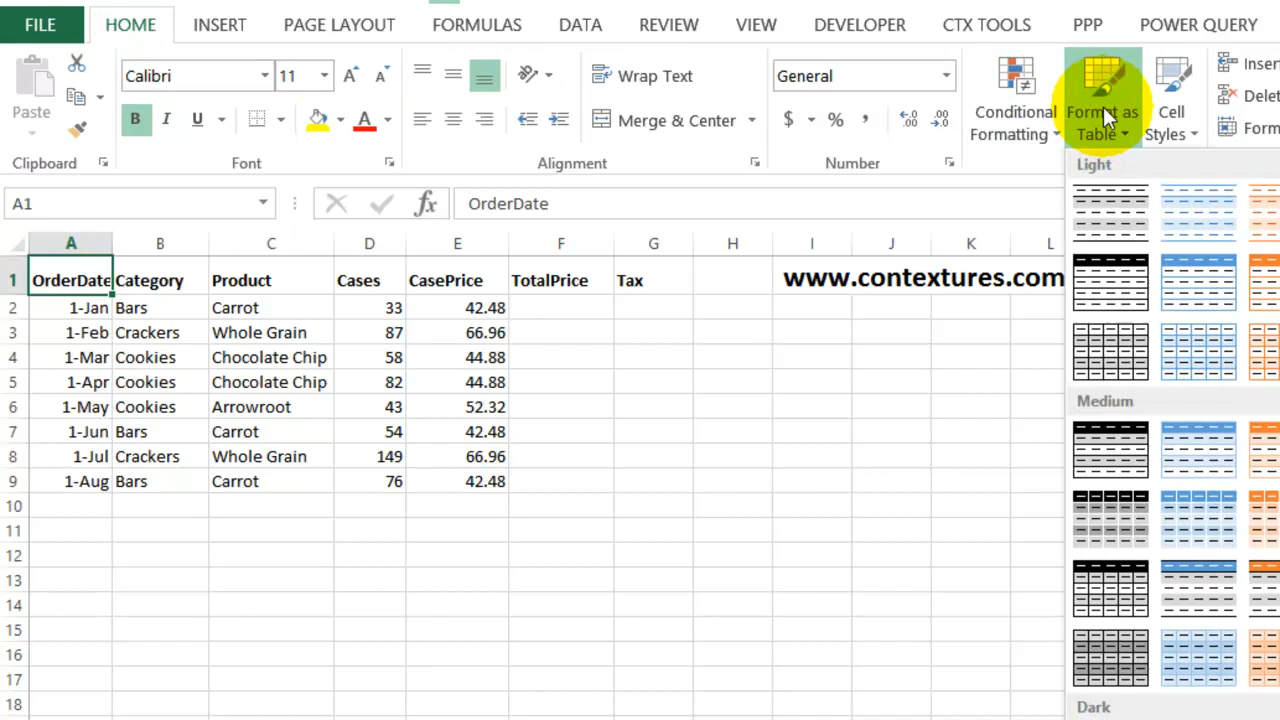 FILE HOME INSERT PAGE LAYOUT FORMULAS DATA REVIEW VIEW DEVELOPER CTX TOOLS PPP POWER QUERY
Calibri 11 Wrap Text General Inser
Paste Conditional Format as Cell Delet
B I U A Merge & Center $ % , .00 Formatting Table Styles Form
Clipboard Font Alignment Number
Light
A1 fx OrderDate
A B C D E F G H I J K L
1 OrderDate Category Product Cases CasePrice TotalPrice Tax www.contextures.com
2 1-Jan Bars Carrot 33 42.48
3 1-Feb Crackers Whole Grain 87 66.96
4 1-Mar Cookies Chocolate Chip 58 44.88
5 1-Apr Cookies Chocolate Chip 82 44.88
6 1-May Cookies Arrowroot 43 52.32
7 1-Jun Bars Carrot 54 42.48
8 1-Jul Crackers Whole Grain 149 66.96
9 1-Aug Bars Carrot 76 42.48
10
11
12
13
14
15
16
17
18
Medium
Dark